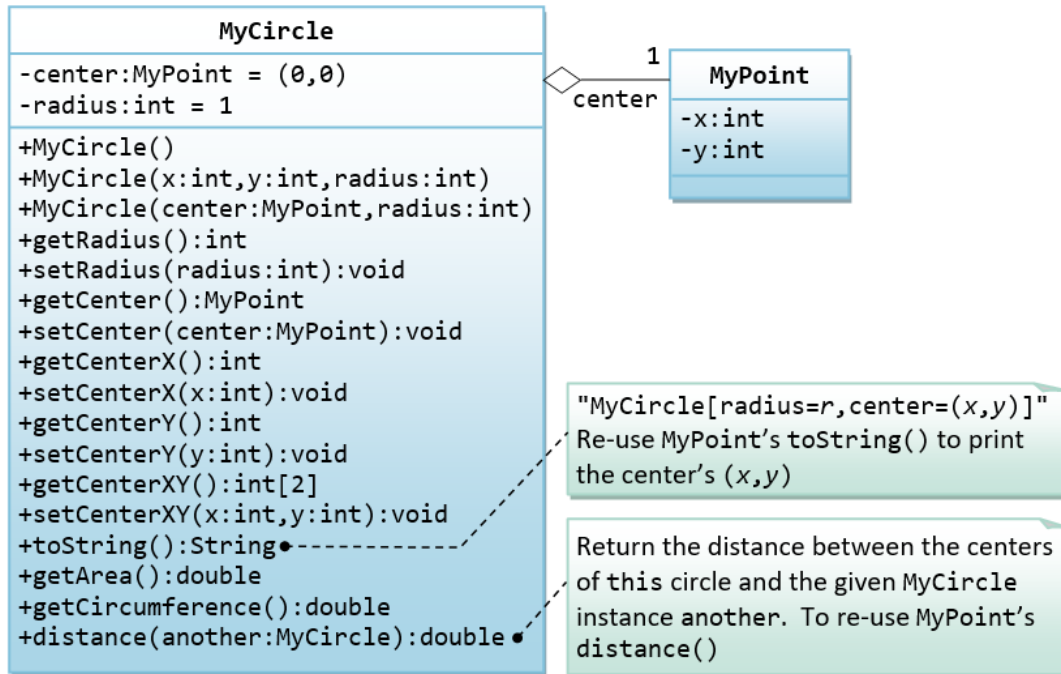 MyCircle
-center:MyPoint = (0,0)
-radius:int = 1
+MyCircle()
+MyCircle(x:int,y:int,radius:int)
+MyCircle(center:MyPoint,radius:int)
+getRadius():int
+setRadius(radius:int):void
+getCenter():MyPoint
+setCenter(center:MyPoint):void
+getCenterX():int
+setCenterX(x:int):void
+getCenterY():int
+setCenterY(y:int):void
+getCenterXY():int[2]
+setCenterXY(x:int,y:int):void
+toString():String
+getArea():double
+getCircumference():double
+distance(another:MyCircle):double
1
center
MyPoint
-x:int
-y:int
"MyCircle[radius=r,center=(x,y)]"
Re-use MyPoint's toString() to print
the center's (x,y)
Return the distance between the centers
of this circle and the given MyCircle
instance another. To re-use MyPoint's
distance()